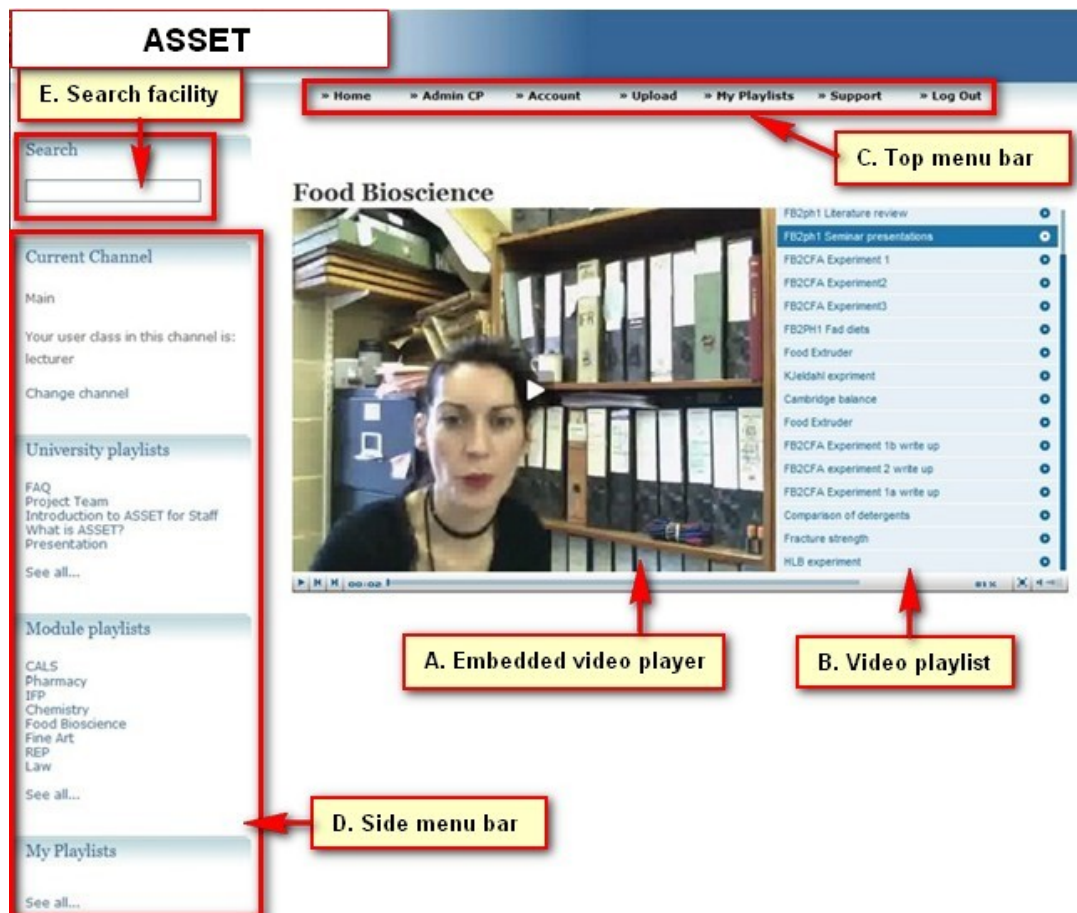 ASSET
E. Search facility
» Home » Admin CP » Account » Upload » My Playlists » Support » Log Out
C. Top menu bar
Search
Food Bioscience
FB2ph1 Literature review
FB2ph1 Seminar presentations
FB2CFA Experiment 1
FB2CFA Experiment2
FB2CFA Experiment3
FB2PH1 Fad diets
Food Extruder
KJeldahl expriment
Cambridge balance
Food Extruder
FB2CFA Experiment 1b write up
FB2CFA experiment 2 write up
FB2CFA Experiment 1a write up
Comparison of detergents
Fracture strength
HLB experiment
00:02
A. Embedded video player
B. Video playlist
Current Channel
Main
Your user class in this channel is:
lecturer
Change channel
University playlists
FAQ
Project Team
Introduction to ASSET for Staff
What is ASSET?
Presentation
See all...
Module playlists
CALS
Pharmacy
IFP
Chemistry
Food Bioscience
Fine Art
REP
Law
See all...
D. Side menu bar
My Playlists
See all...